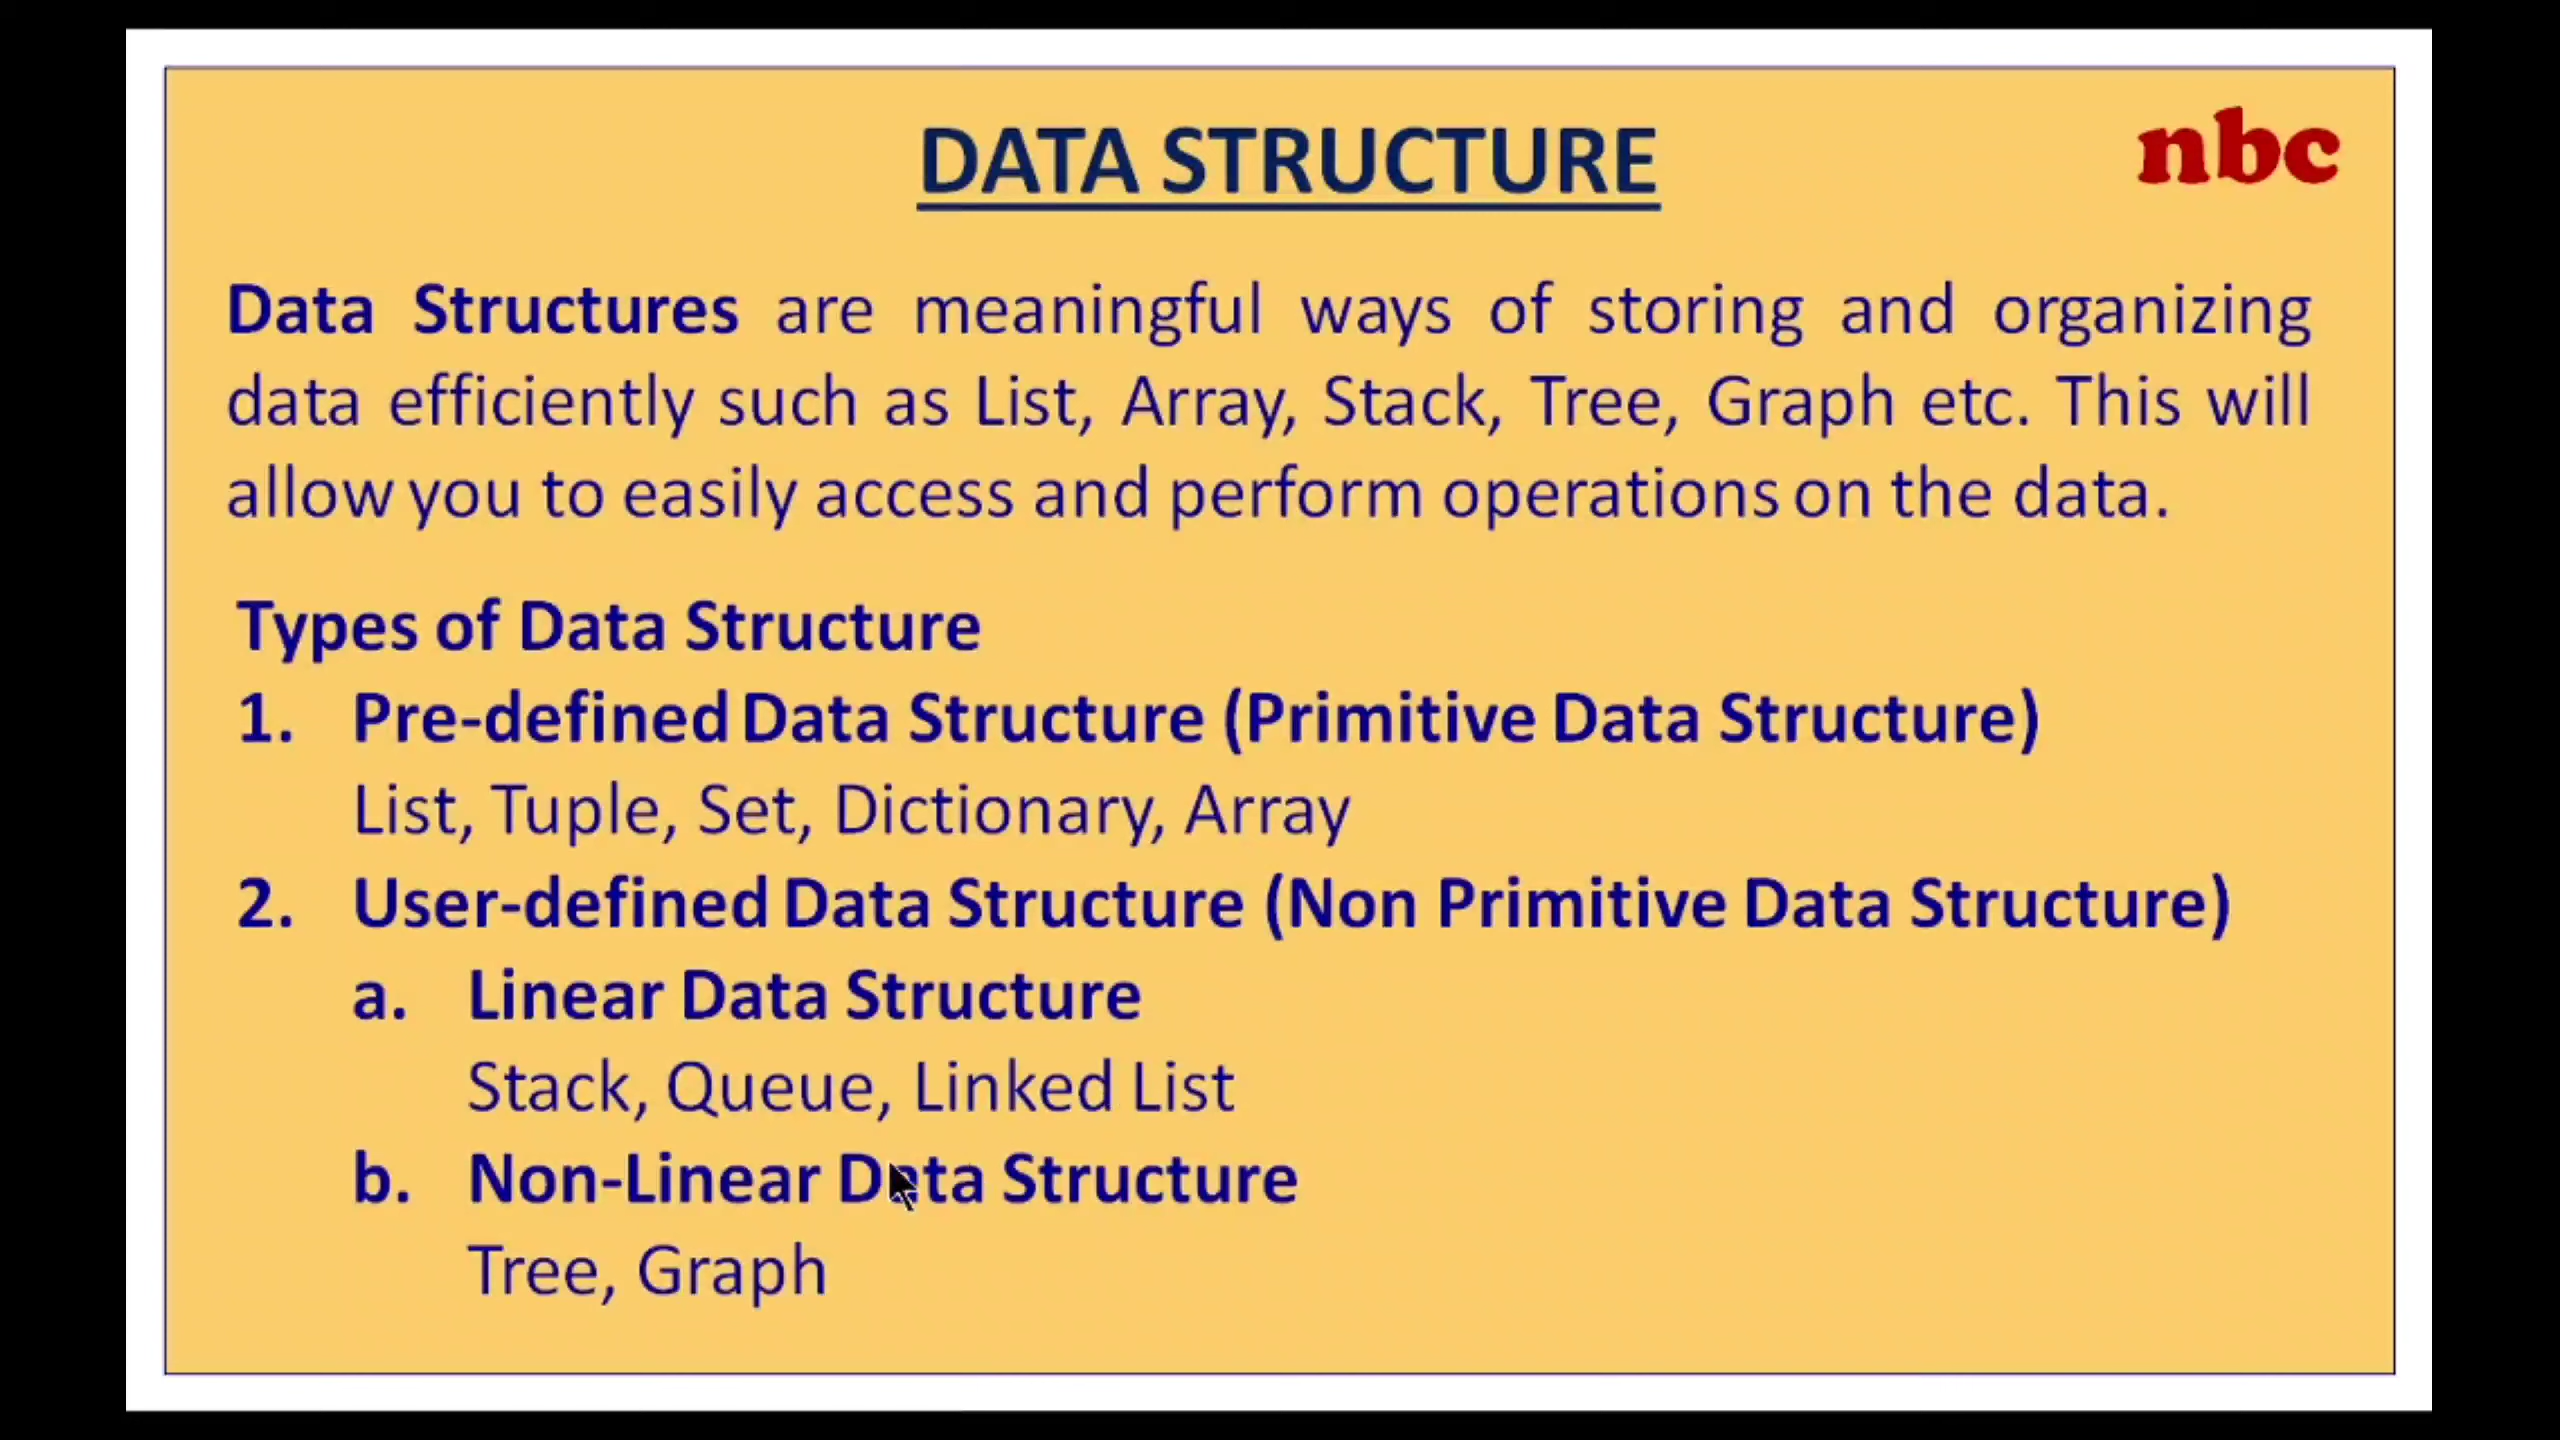 DATA STRUCTURE
nbc
Data Structures are meaningful ways of storing and organizing
data efficiently such as List, Array, Stack, Tree, Graph etc. This will
allow you to easily access and perform operations on the data.
Types of Data Structure
1. Pre-defined Data Structure (Primitive Data Structure)
List, Tuple, Set, Dictionary, Array
2. User-defined Data Structure (Non Primitive Data Structure)
a. Linear Data Structure
Stack, Queue, Linked List
b. Non-Linear Data Structure
Tree, Graph